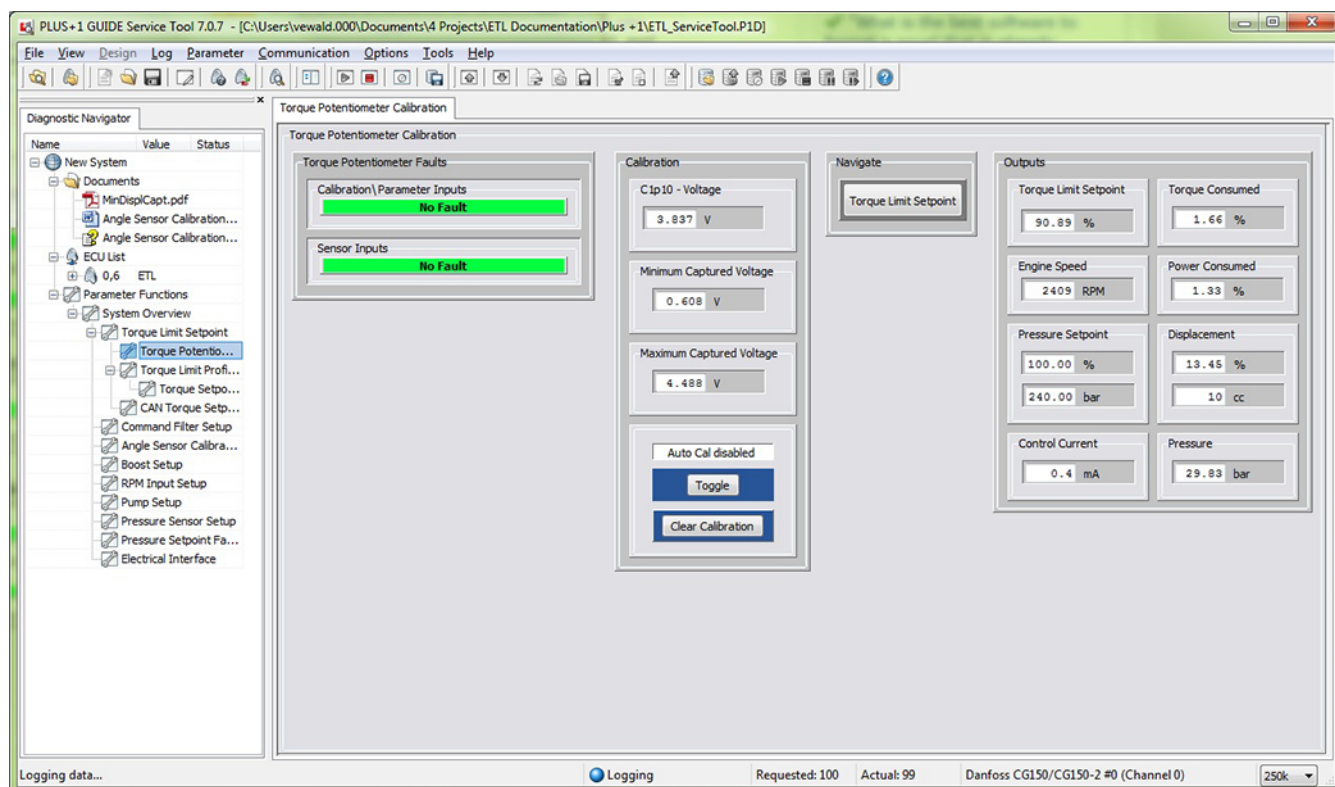 PLUS+1 GUIDE Service Tool 7.0.7 - [C:\Users\vewald.000\Documents\4 Projects\ETL Documentation\Plus +1\ETL_ServiceTool.P1D]
File View Design Log Parameter Communication Options Tools Help
Diagnostic Navigator
Name Value Status
New System
Documents
MinDisplCapt.pdf
Angle Sensor Calibration...
Angle Sensor Calibration...
ECU List
0,6 ETL
Parameter Functions
System Overview
Torque Limit Setpoint
Torque Potentio...
Torque Limit Profi...
Torque Setpo...
CAN Torque Setp...
Command Filter Setup
Angle Sensor Calibra...
Boost Setup
RPM Input Setup
Pump Setup
Pressure Sensor Setup
Pressure Setpoint Fa...
Electrical Interface
Torque Potentiometer Calibration
Torque Potentiometer Calibration
Torque Potentiometer Faults
Calibration\Parameter Inputs
No Fault
Sensor Inputs
No Fault
Calibration
C1p10 - Voltage
3.837 V
Minimum Captured Voltage
0.608 V
Maximum Captured Voltage
4.488 V
Auto Cal disabled
Toggle
Clear Calibration
Navigate
Torque Limit Setpoint
Outputs
Torque Limit Setpoint
90.89 %
Torque Consumed
1.66 %
Engine Speed
2409 RPM
Power Consumed
1.33 %
Pressure Setpoint
100.00 %
240.00 bar
Displacement
13.45 %
10 cc
Control Current
0.4 mA
Pressure
29.83 bar
Logging data...
Logging
Requested: 100
Actual: 99
Danfoss CG150/CG150-2 #0 (Channel 0)
250k